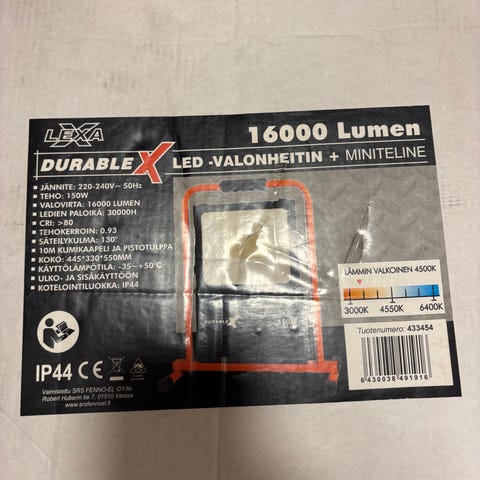 LEXA
16000 Lumen
DURABLE X LED -VALONHEITIN + MINITELINE
JÄNNITE: 220-240V~ 50Hz
TEHO: 150W
VALOVIRTA: 16000 LUMEN
LEDIEN PALOIKÄ: 30000H
CRI: >80
TEHOKERROIN: 0.93
SÄTEILYKULMA: 130°
10M KUMIKAAPELI JA PISTOTULPPA
KOKO: 445*330*550MM
KÄYTTÖLÄMPÖTILA: -35~+50°C
ULKO- JA SISÄKÄYTTÖÖN
KOTELOINTILUOKKA: IP44
LÄMMIN VALKOINEN 4500K
3000K 4550K 6400K
Tuotenumero: 433454
6430038491916
DURABLE X
150W
IP44 CE
Valmistettu SRS FENNO-EL OY:lle
Robert Huberin tie 7, 01510 Vantaa
www.srsfennoel.fi